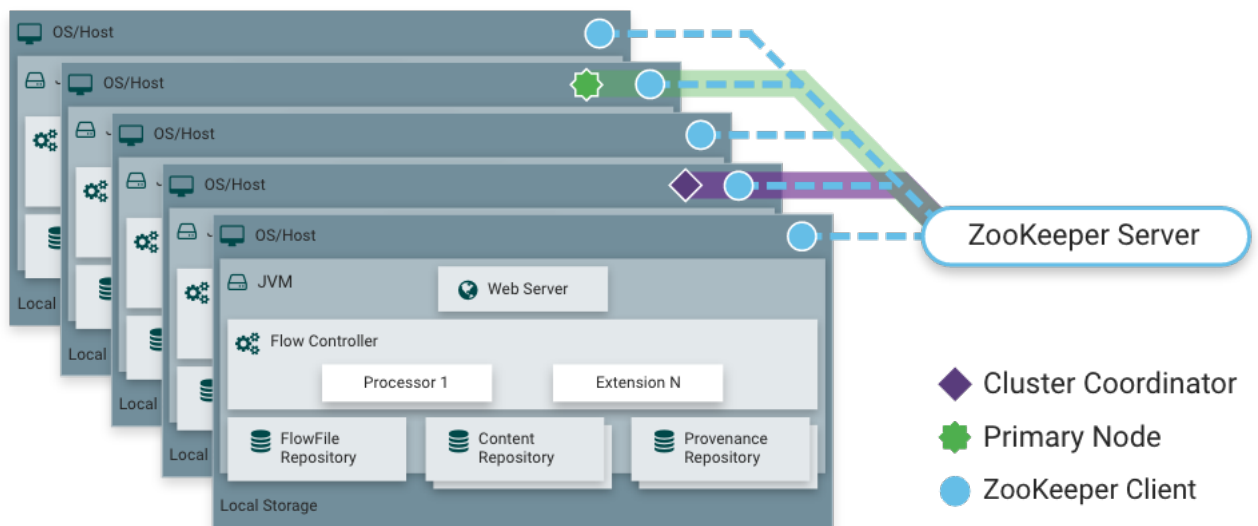 OS/Host
OS/Host
OS/Host
OS/Host
OS/Host
ZooKeeper Server
JVM
Web Server
Flow Controller
Processor 1
Extension N
FlowFile
Repository
Content
Repository
Provenance
Repository
Local
Local
Local
Local
Local Storage
Cluster Coordinator
Primary Node
ZooKeeper Client